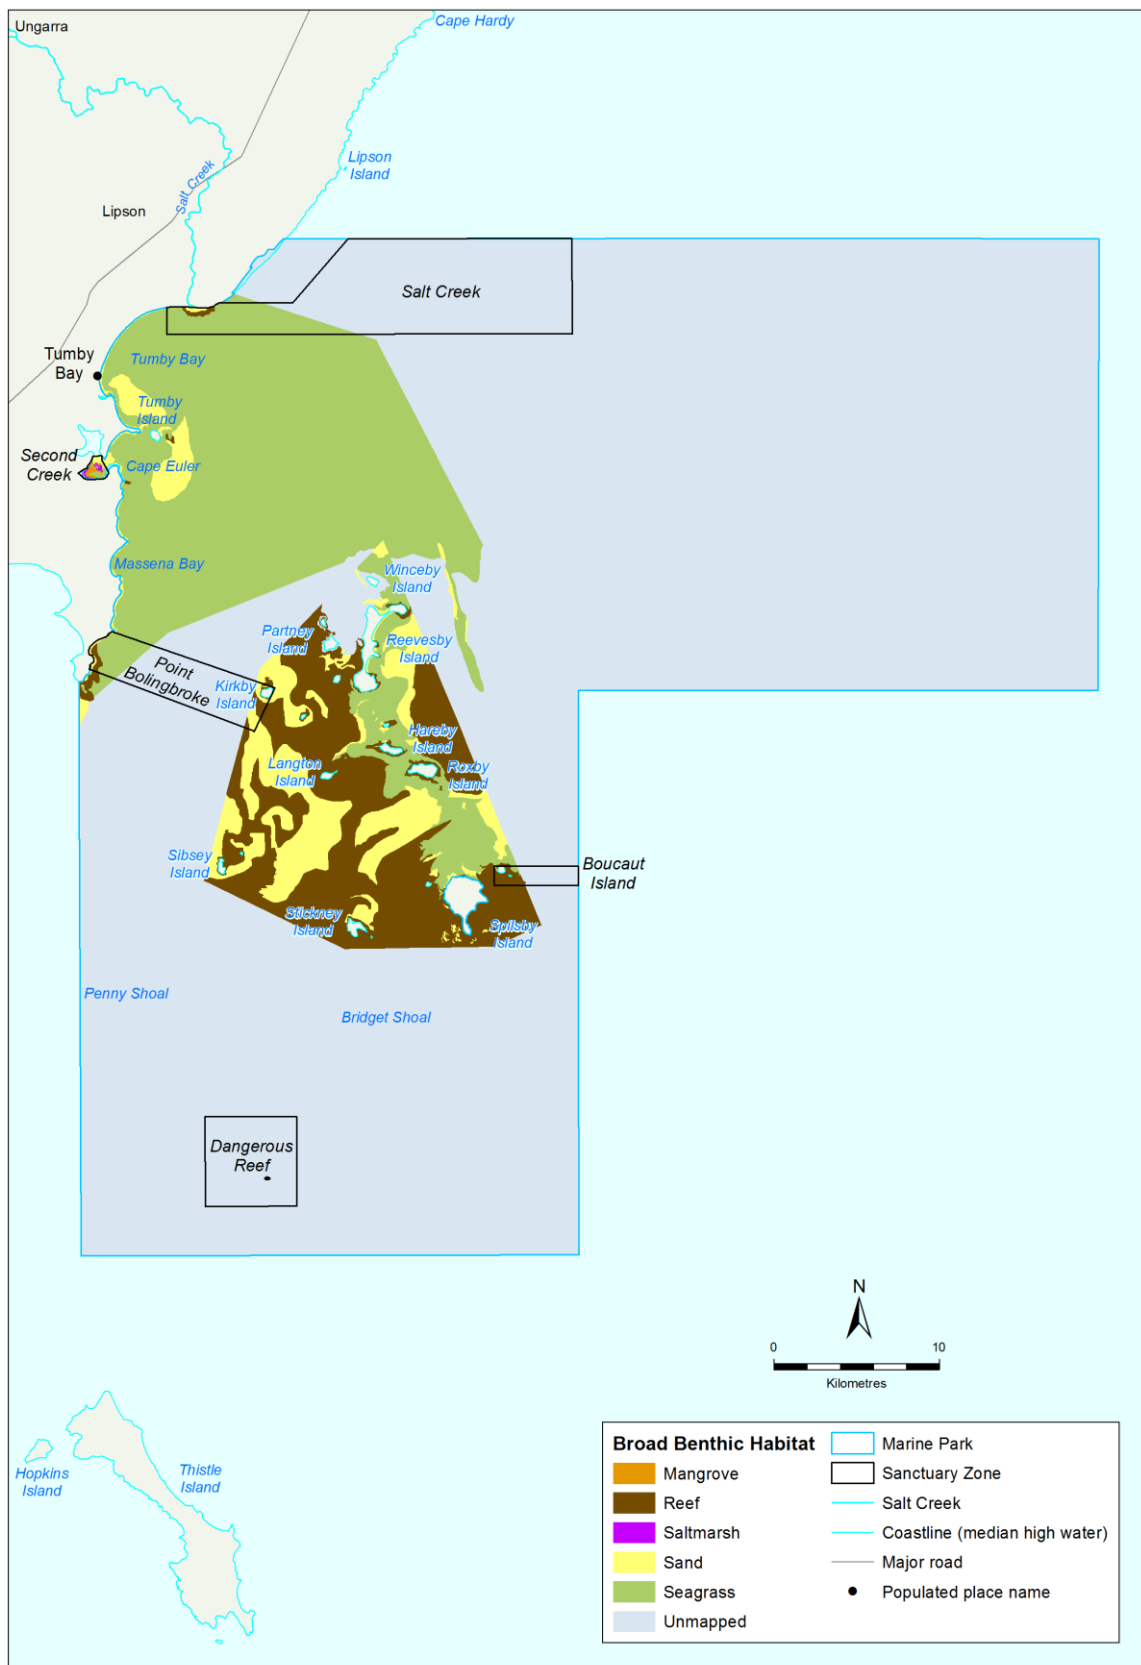 Ungarra
Cape Hardy
Lipson
Island
Salt Creek
Lipson
Salt Creek
Tumby
Bay
Tumby Bay
Tumby
Island
Second
Creek
Cape Euler
Massena Bay
Winceby
Island
Partney
Island
Reevesby
Island
Point
Bolingbroke
Kirkby
Island
Hareby
Island
Langton
Island
Roxby
Island
Sibsey
Island
Boucaut
Island
Stickney
Island
Spilsby
Island
Penny Shoal
Bridget Shoal
Dangerous
Reef
N
0
10
Kilometres
Hopkins
Island
Thistle
Island
Broad Benthic Habitat
Mangrove
Reef
Saltmarsh
Sand
Seagrass
Unmapped
Marine Park
Sanctuary Zone
Salt Creek
Coastline (median high water)
Major road
Populated place name